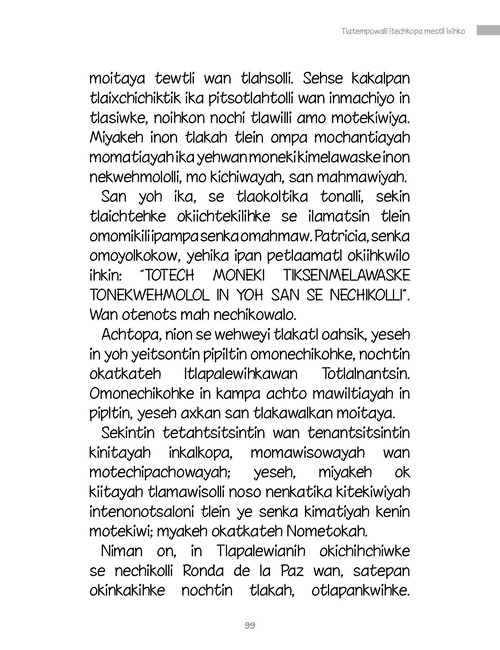 Tlatempowalli itechkopa mestli ixihko
moitaya tewtli wan tlahsolli. Sehse kakalpan
tlaixchichiktik ika pitsotlahtolli wan inmachiyo in
tlasiwke, noihkon nochi tlawilli amo motekiwiya.
Miyakeh inon tlakah tlein ompa mochantiayah
momatiayah ika yehwan moneki kimelawaske inon
nekwehmololli, mo kichiwayah, san mahmawiyah.
San yoh ika, se tlaokoltika tonalli, sekin
tlaichtehke okiichtekilihke se ilamatsin tlein
omomikili ipampa senka omahmaw. Patricia, senka
omoyolkokow, yehika ipan petlaamatl okiihkwilo
ihkin: "TOTECH MONEKI TIKSENMELAWASKE
TONEKWEHMOLOL IN YOH SAN SE NECHIKOLLI".
Wan otenots mah nechikowalo.
Achtopa, nion se wehweyi tlakatl oahsik, yeseh
in yoh yeitsontin pipiltin omonechikohke, nochtin
okatkateh Itlapalewihkawan Totlalnantsin.
Omonechikohke in kampa achto mawiltiayah in
pipltin, yeseh axkan san tlakawalkan moitaya.
Sekintin tetahtsitsintin wan tenantsitsintin
kinitayah inkalkopa, momawisowayah wan
motechipachowayah; yeseh, miyakeh ok
kiitayah tlamawisolli noso nenkatika kitekiwiyah
intenonotsaloni tlein ye senka kimatiyah kenin
motekiwi; myakeh okatkateh Nometokah.
Niman on, in Tlapalewianih okichihchiwke
se nechikolli Ronda de la Paz wan, satepan
okinkakihke nochtin tlakah, otlapankwihke.
99